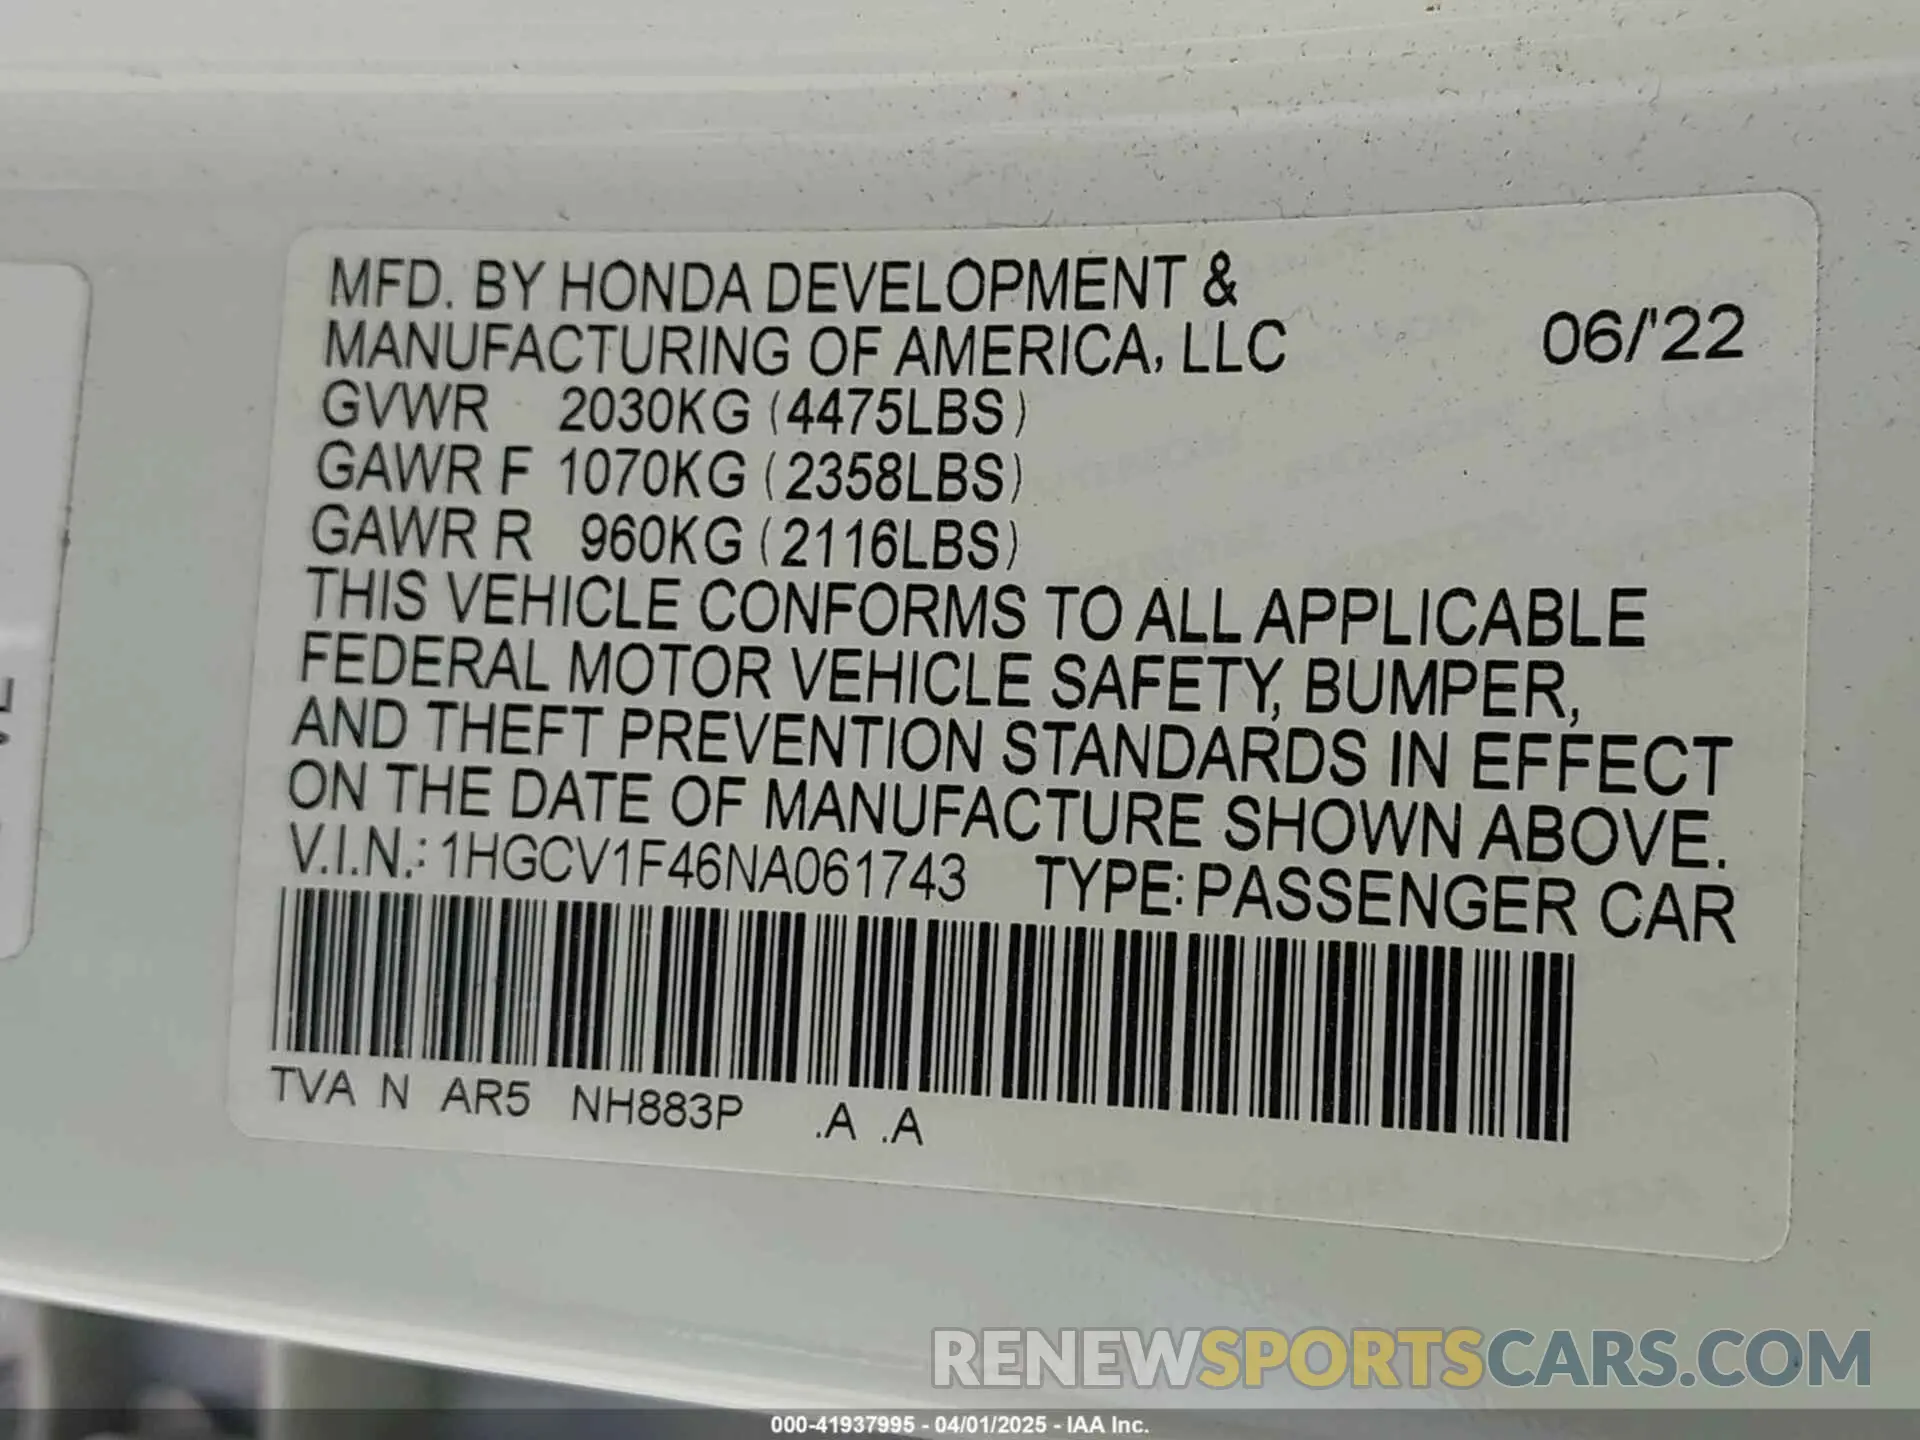 MFD. BY HONDA DEVELOPMENT &
MANUFACTURING OF AMERICA, LLC 06/'22
GVWR 2030KG (4475LBS)
GAWR F 1070KG (2358LBS)
GAWR R 960KG (2116LBS)
THIS VEHICLE CONFORMS TO ALL APPLICABLE
FEDERAL MOTOR VEHICLE SAFETY, BUMPER,
AND THEFT PREVENTION STANDARDS IN EFFECT
ON THE DATE OF MANUFACTURE SHOWN ABOVE.
V.I.N.: 1HGCV1F46NA061743 TYPE: PASSENGER CAR
TVA N AR5 NH883P .A .A
RENEWSPORTSCARS.COM
000-41937995 - 04/01/2025 - IAA Inc.